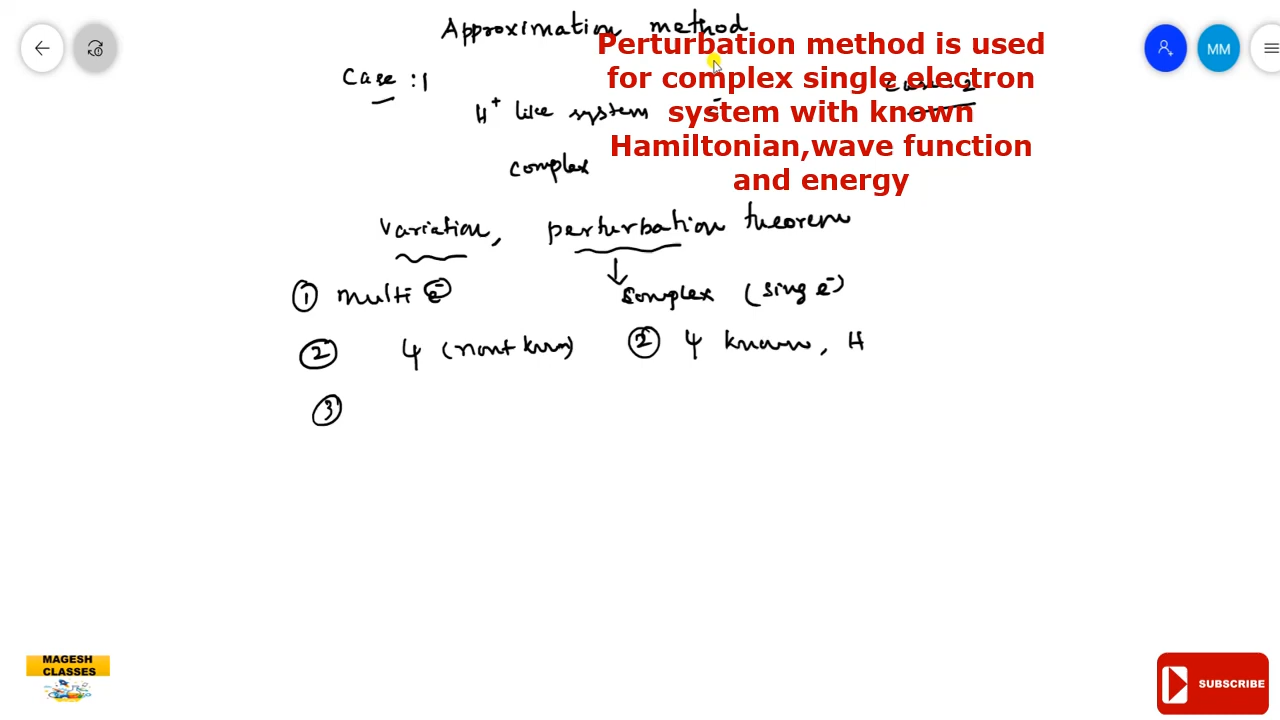 Approximation method
Perturbation method is used
for complex single electron
system with known
Hamiltonian,wave function
and energy
Case :1
H+ like system
complex
Variation, perturbation theorem
① multi e- complex (sing e-)
② Ψ (nont knwn) ② Ψ known, H
③
MM
MAGESH
CLASSES
SUBSCRIBE